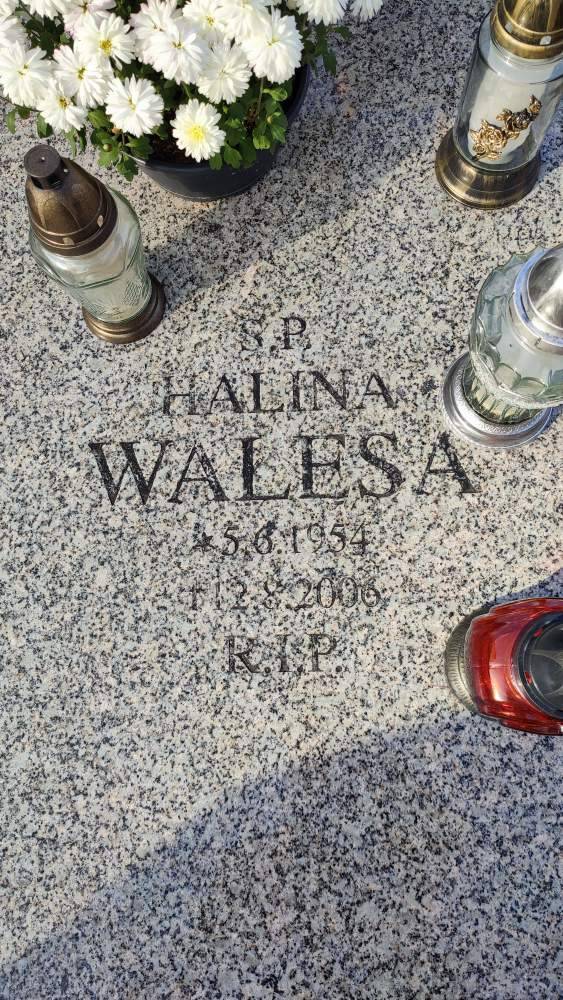 S.P.
HALINA
WALESA
*5.6.1954
†12.8.2006
R.I.P.